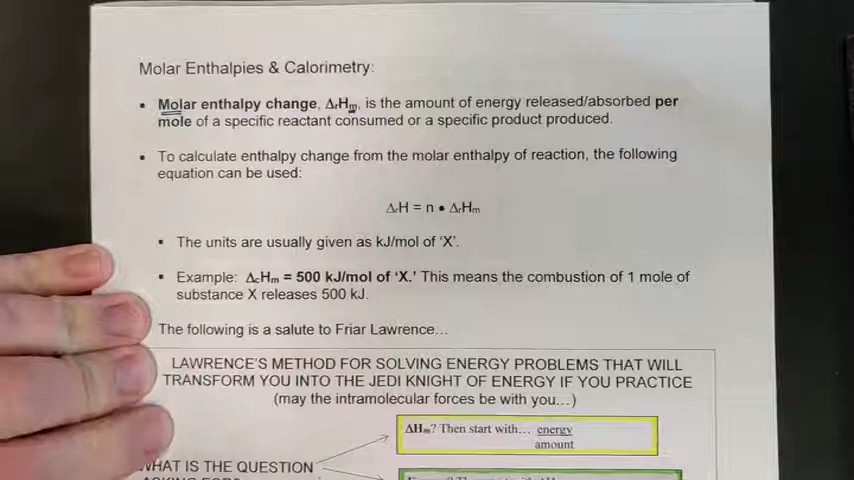 Molar Enthalpies & Calorimetry:
• Molar enthalpy change, ΔrHm, is the amount of energy released/absorbed per
mole of a specific reactant consumed or a specific product produced.
• To calculate enthalpy change from the molar enthalpy of reaction, the following
equation can be used:
ΔrH = n • ΔrHm
▪ The units are usually given as kJ/mol of ‘X’.
▪ Example: ΔcHm = 500 kJ/mol of ‘X.’ This means the combustion of 1 mole of
substance X releases 500 kJ.
The following is a salute to Friar Lawrence…
LAWRENCE'S METHOD FOR SOLVING ENERGY PROBLEMS THAT WILL
TRANSFORM YOU INTO THE JEDI KNIGHT OF ENERGY IF YOU PRACTICE
(may the intramolecular forces be with you…)
ΔHm? Then start with… energy
amount
WHAT IS THE QUESTION